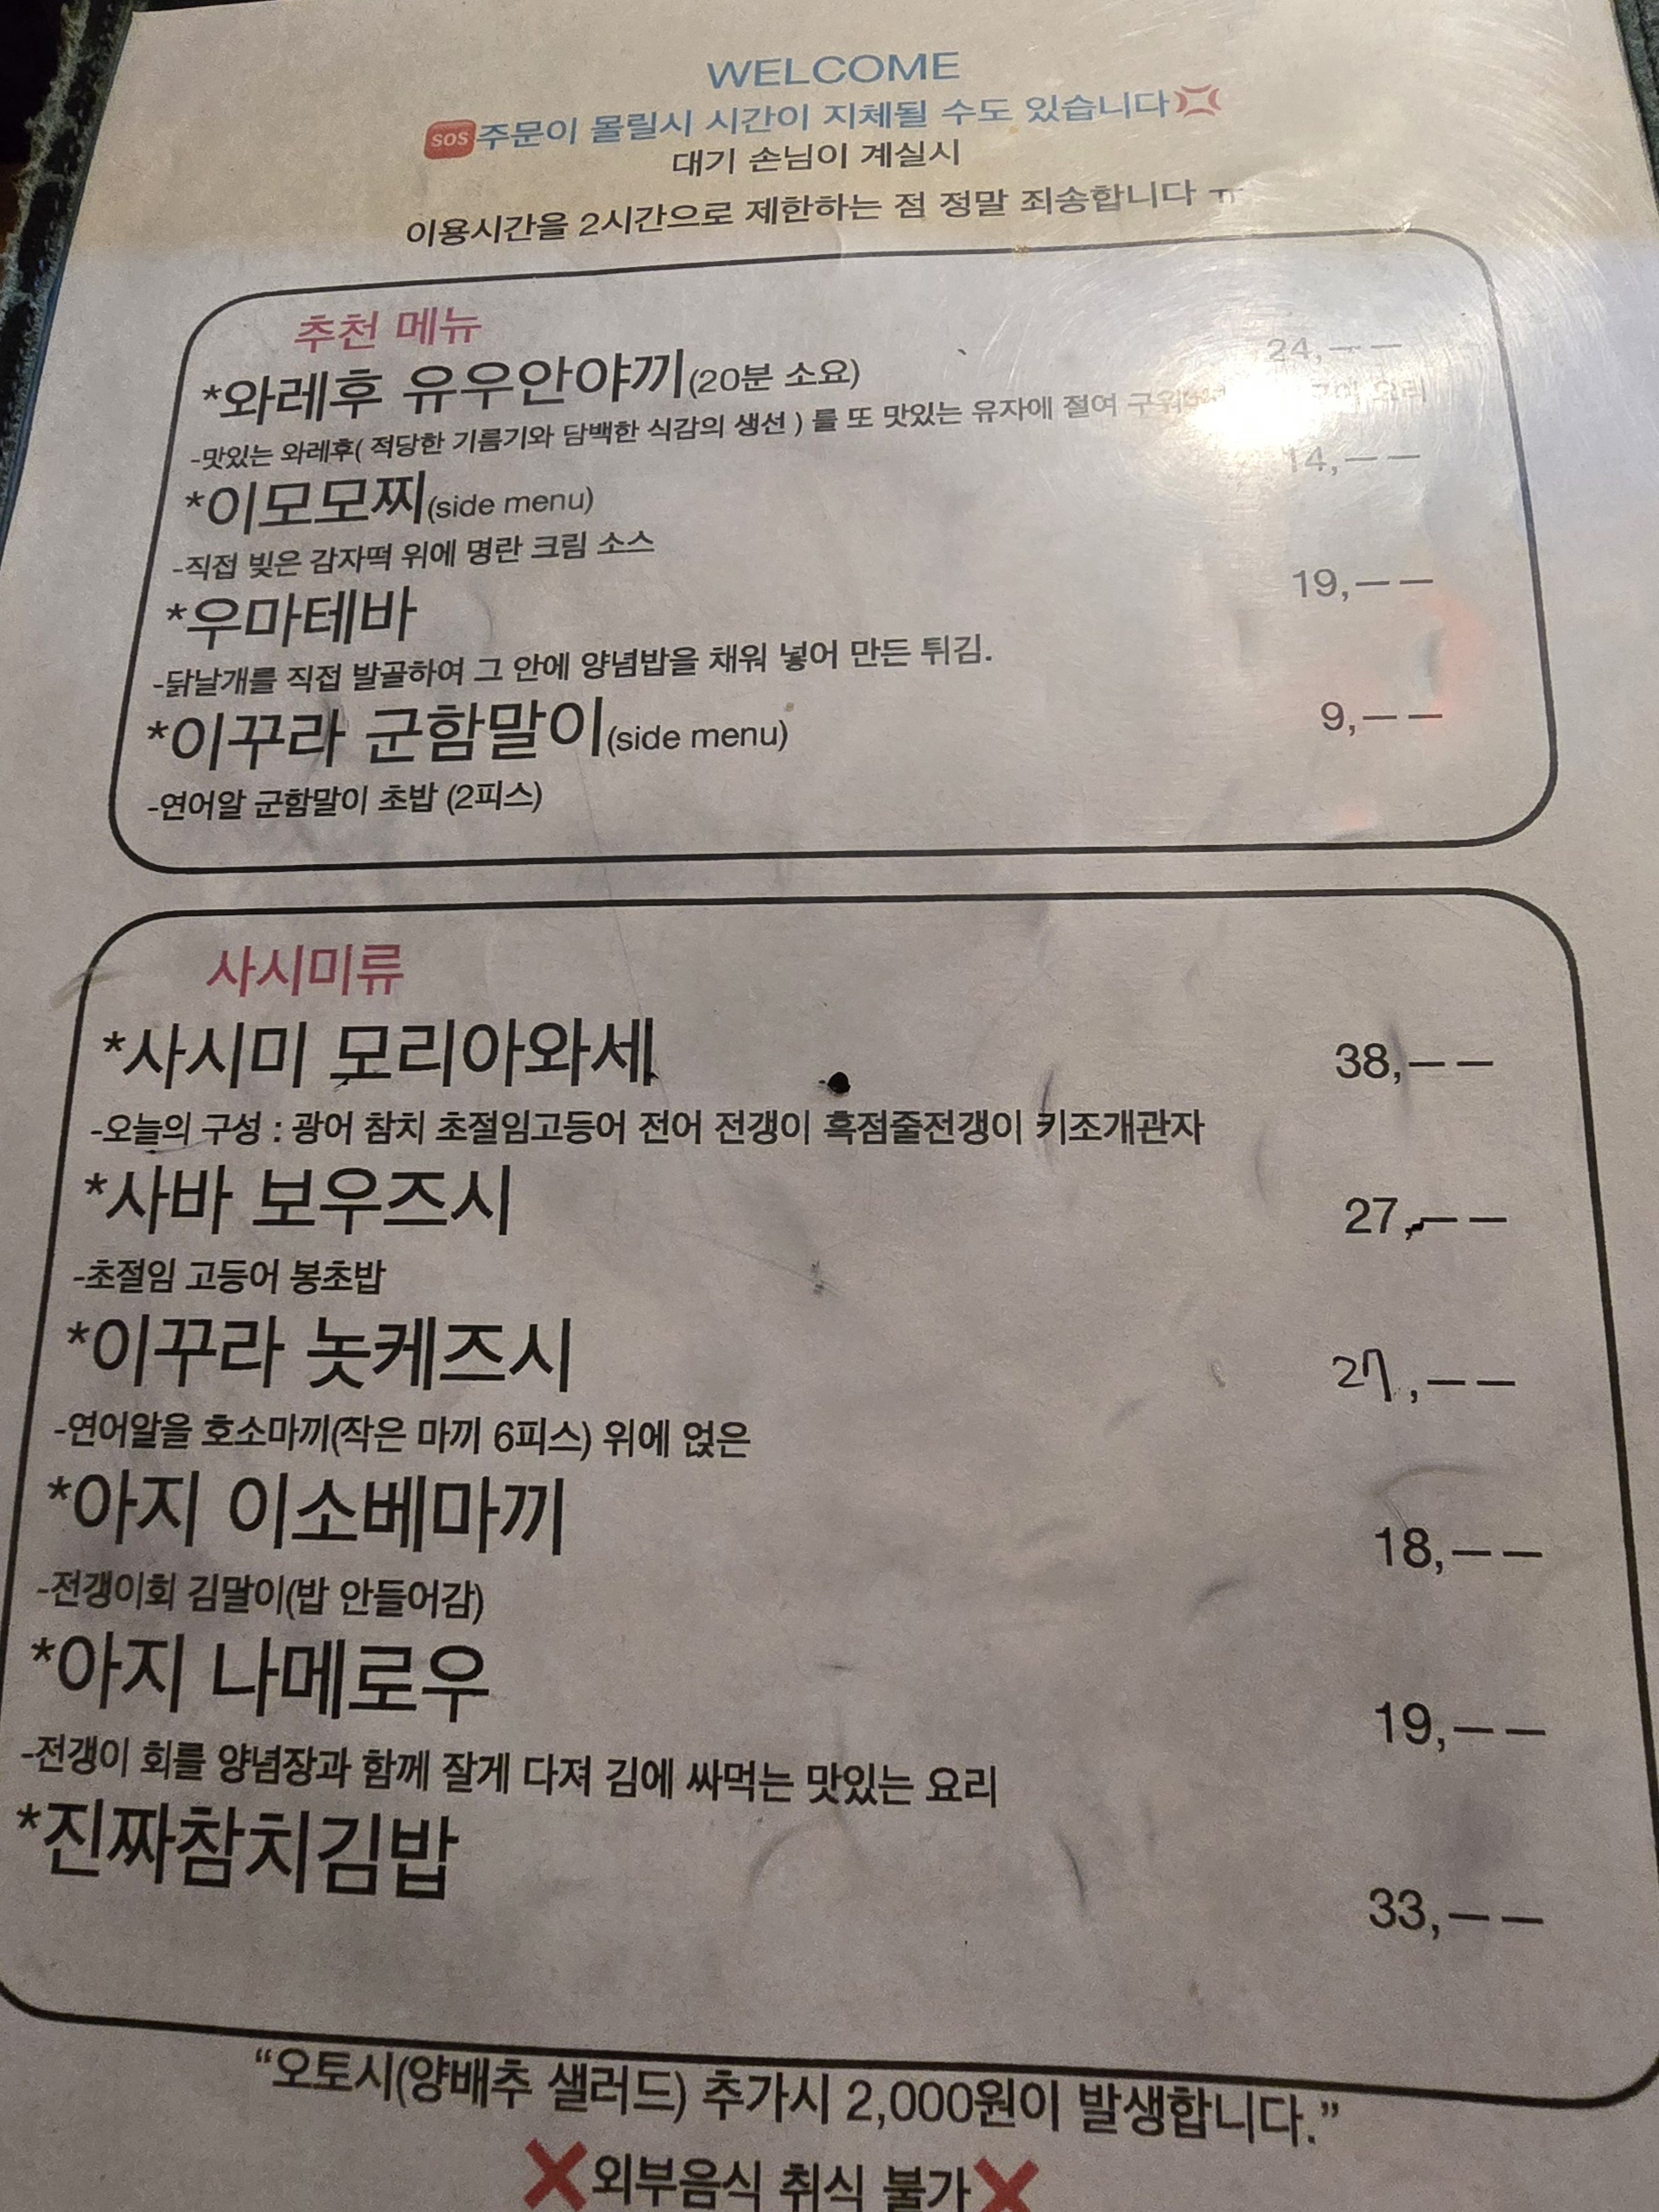 WELCOME
🆘주문이 몰릴시 시간이 지체될 수도 있습니다💢
대기 손님이 계실시
이용시간을 2시간으로 제한하는 점 정말 죄송합니다 ㅠ
추천 메뉴
*와레후 유우안야끼(20분 소요) 24,――
-맛있는 와레후( 적당한 기름기와 담백한 식감의 생선 ) 를 또 맛있는 유자에 절여 요리
*이모모찌(side menu) 14,――
-직접 빚은 감자떡 위에 명란 크림 소스
*우마테바 19,――
-닭날개를 직접 발골하여 그 안에 양념밥을 채워 넣어 만든 튀김.
*이꾸라 군함말이(side menu) 9,――
-연어알 군함말이 초밥 (2피스)
사시미류
*사시미 모리아와세 38,――
-오늘의 구성 : 광어 참치 초절임고등어 전어 전갱이 흑점줄전갱이 키조개관자
*사바 보우즈시 27,――
-초절임 고등어 봉초밥
*이꾸라 놋케즈시 27,――
-연어알을 호소마끼(작은 마끼 6피스) 위에 얹은
*아지 이소베마끼 18,――
-전갱이회 김말이(밥 안들어감)
*아지 나메로우 19,――
-전갱이 회를 양념장과 함께 잘게 다져 김에 싸먹는 맛있는 요리
*진짜참치김밥 33,――
“오토시(양배추 샐러드) 추가시 2,000원이 발생합니다.”
❌외부음식 취식 불가❌